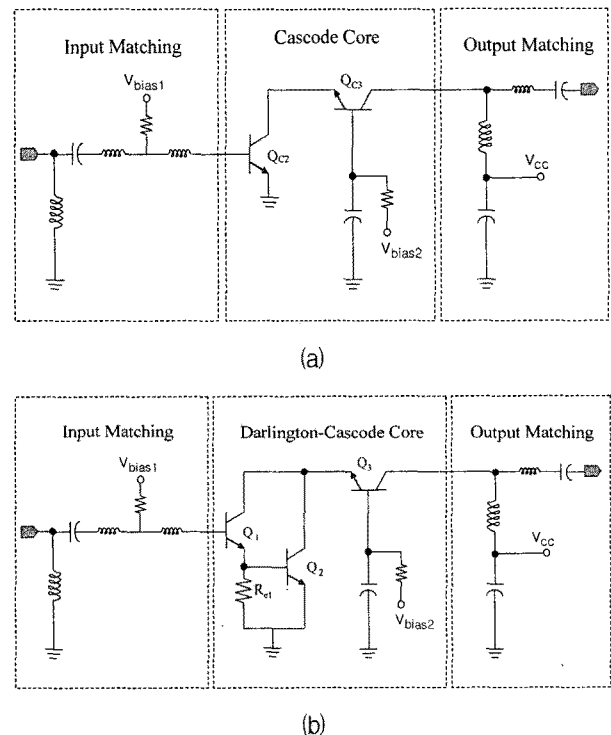 Input Matching
Cascode Core
Output Matching
Vbias1
QC3
QC2
VCC
Vbias2
(a)
Input Matching
Darlington-Cascode Core
Output Matching
Vbias1
Q3
Q1
Q2
Re1
VCC
Vbias2
(b)